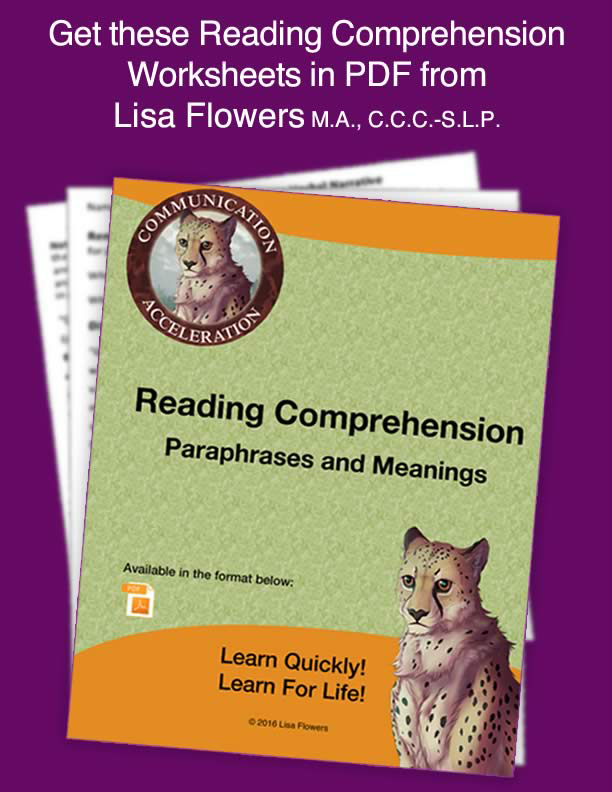 Get these Reading Comprehension
Worksheets in PDF from
Lisa Flowers M.A., C.C.C.-S.L.P.
COMMUNICATION
ACCELERATION
Reading Comprehension
Paraphrases and Meanings
Available in the format below:
PDF
Learn Quickly!
Learn For Life!
© 2016 Lisa Flowers